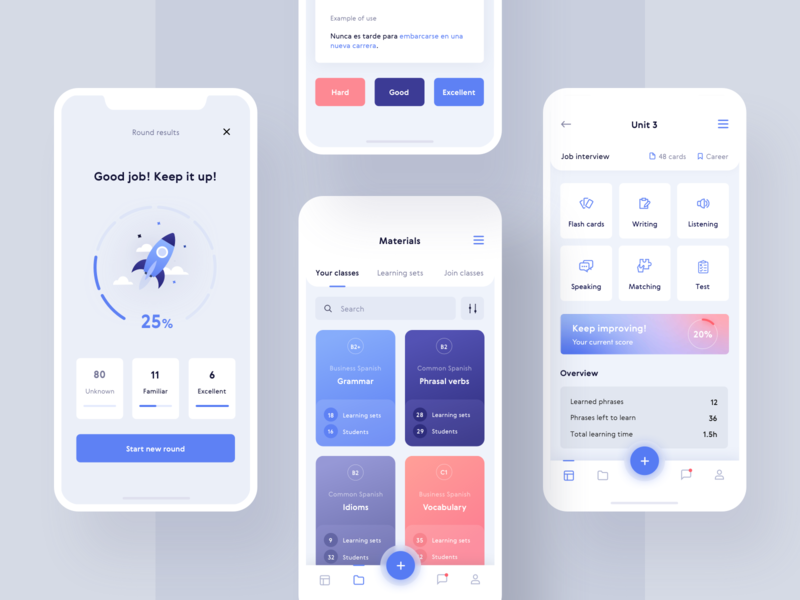 Round results
Good job! Keep it up!
25%
80
Unknown
11
Familiar
6
Excellent
Start new round
Example of use
Nunca es tarde para embarcarse en una
nueva carrera.
Hard
Good
Excellent
Materials
Your classes
Learning sets
Join classes
Search
B2+
Business Spanish
Grammar
18 Learning sets
16 Students
B2
Common Spanish
Phrasal verbs
28 Learning sets
29 Students
B2
Common Spanish
Idioms
9 Learning sets
32 Students
C1
Business Spanish
Vocabulary
35 Learning sets
Students
Unit 3
Job interview
48 cards
Career
Flash cards
Writing
Listening
Speaking
Matching
Test
Keep improving!
Your current score
20%
Overview
Learned phrases 12
Phrases left to learn 36
Total learning time 1.5h